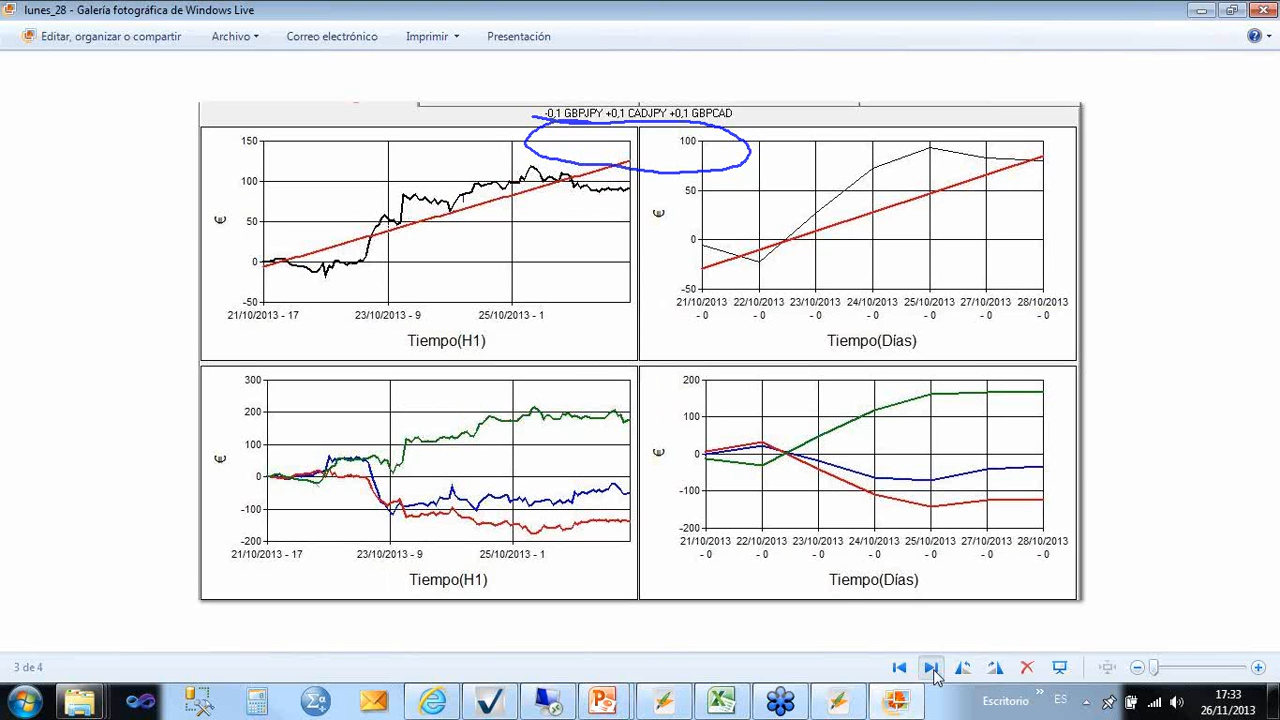 lunes_28 - Galería fotográfica de Windows Live
Editar, organizar o compartir Archivo Correo electrónico Imprimir Presentación
-0,1 GBPJPY +0,1 CADJPY +0,1 GBPCAD
150
100
50
0
-50
€
21/10/2013 - 17 23/10/2013 - 9 25/10/2013 - 1
Tiempo(H1)
100
50
0
-50
€
21/10/2013 22/10/2013 23/10/2013 24/10/2013 25/10/2013 27/10/2013 28/10/2013
- 0 - 0 - 0 - 0 - 0 - 0 - 0
Tiempo(Días)
300
200
100
0
-100
-200
€
21/10/2013 - 17 23/10/2013 - 9 25/10/2013 - 1
Tiempo(H1)
200
100
0
-100
-200
€
21/10/2013 22/10/2013 23/10/2013 24/10/2013 25/10/2013 27/10/2013 28/10/2013
- 0 - 0 - 0 - 0 - 0 - 0 - 0
Tiempo(Días)
3 de 4
Escritorio » ES 17:33
26/11/2013